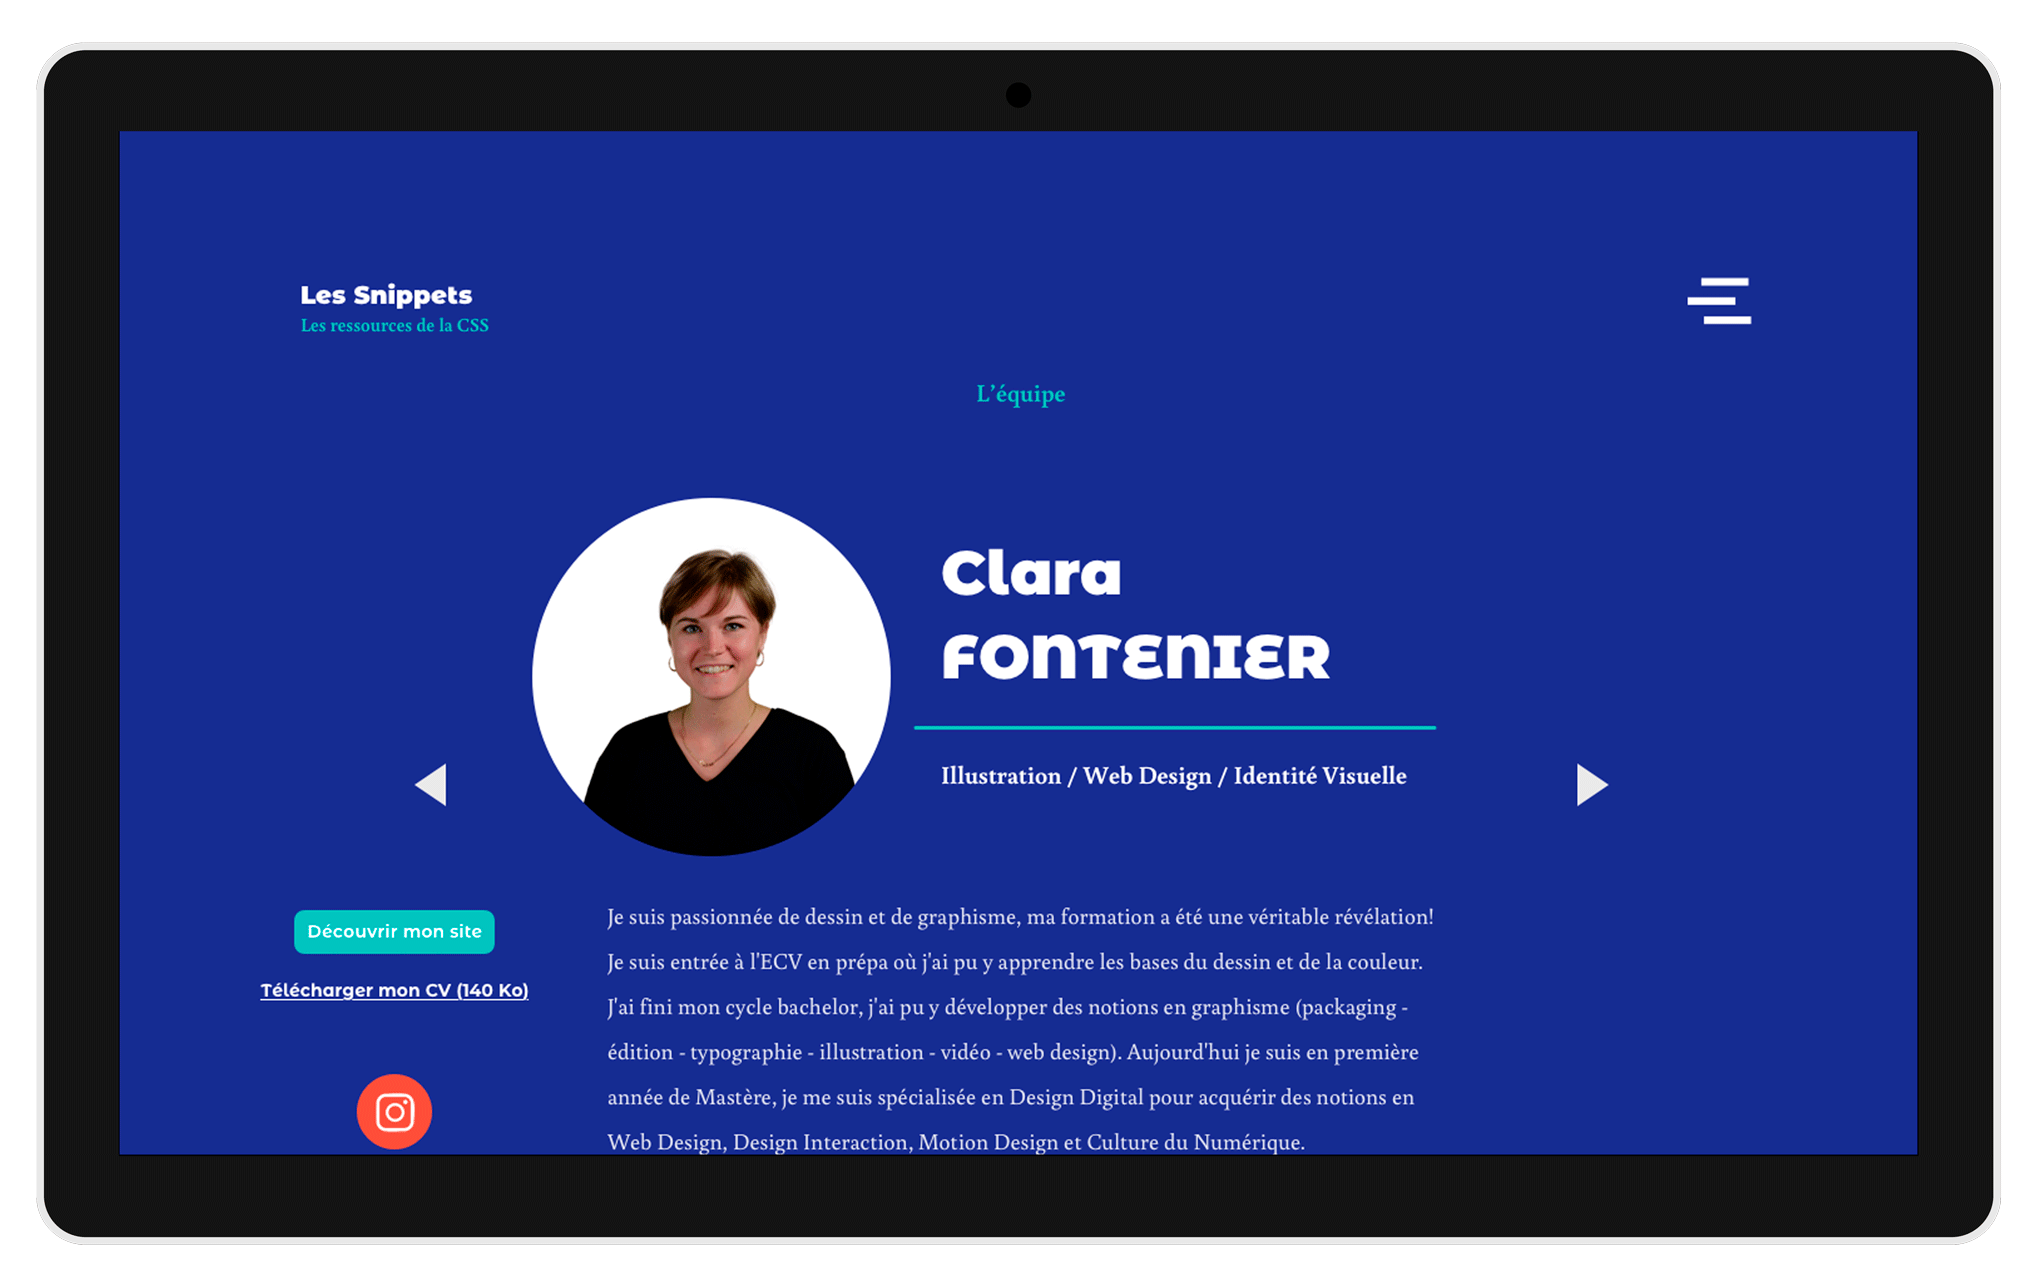 Les Snippets
Les ressources de la CSS
L’équipe
Clara
FONTENIER
Illustration / Web Design / Identité Visuelle
Découvrir mon site
Télécharger mon CV (140 Ko)
Je suis passionnée de dessin et de graphisme, ma formation a été une véritable révélation!
Je suis entrée à l'ECV en prépa où j'ai pu y apprendre les bases du dessin et de la couleur.
J'ai fini mon cycle bachelor, j'ai pu y développer des notions en graphisme (packaging -
édition - typographie - illustration - vidéo - web design). Aujourd'hui je suis en première
année de Mastère, je me suis spécialisée en Design Digital pour acquérir des notions en
Web Design, Design Interaction, Motion Design et Culture du Numérique.